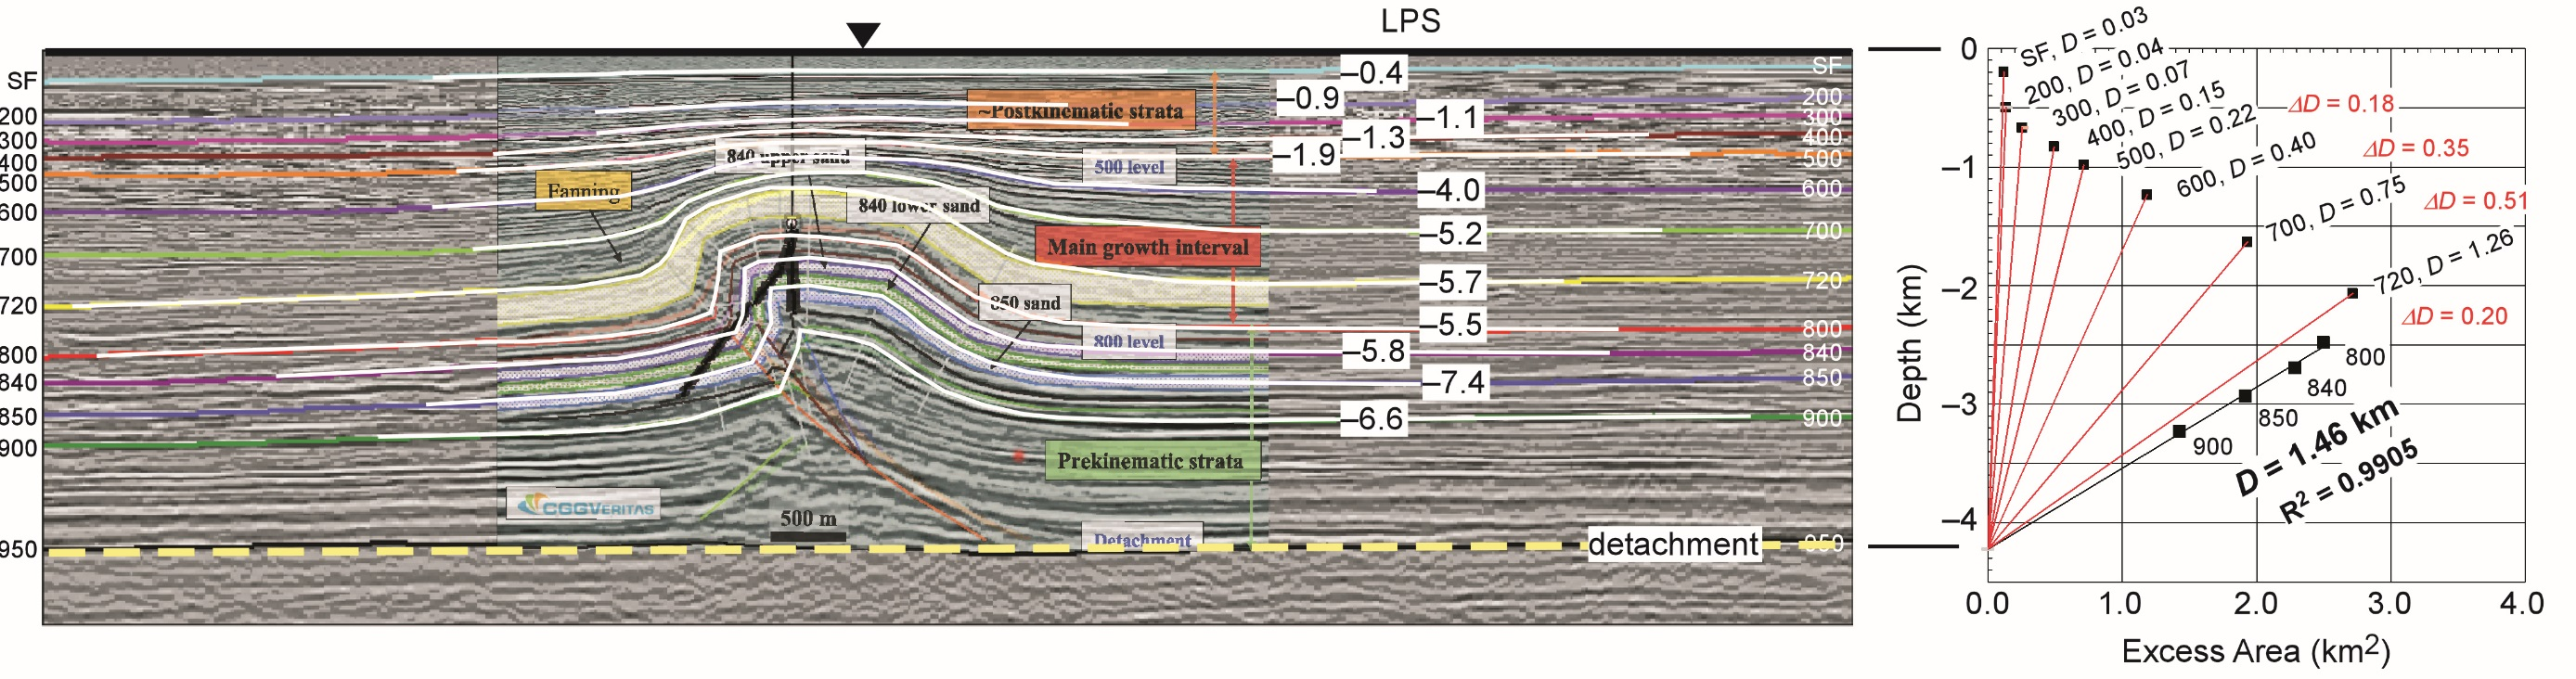 LPS
SF
200
300
400
500
600
700
720
800
840
850
900
950
~Postkinematic strata
840 upper sand
500 level
Fanning
840 lower sand
Main growth interval
850 sand
800 level
Prekinematic strata
CGGVERITAS
500 m
Detachment
detachment
–0.4
–0.9
–1.1
–1.3
–1.9
–4.0
–5.2
–5.7
–5.5
–5.8
–7.4
–6.6
SF
200
300
400
500
600
700
720
800
840
850
900
950
Depth (km)
0
–1
–2
–3
–4
SF, D = 0.03
200, D = 0.04
300, D = 0.07
400, D = 0.15
500, D = 0.22
600, D = 0.40
700, D = 0.75
720, D = 1.26
ΔD = 0.18
ΔD = 0.35
ΔD = 0.51
ΔD = 0.20
800
840
850
900
D = 1.46 km
R² = 0.9905
0.0 1.0 2.0 3.0 4.0
Excess Area (km²)